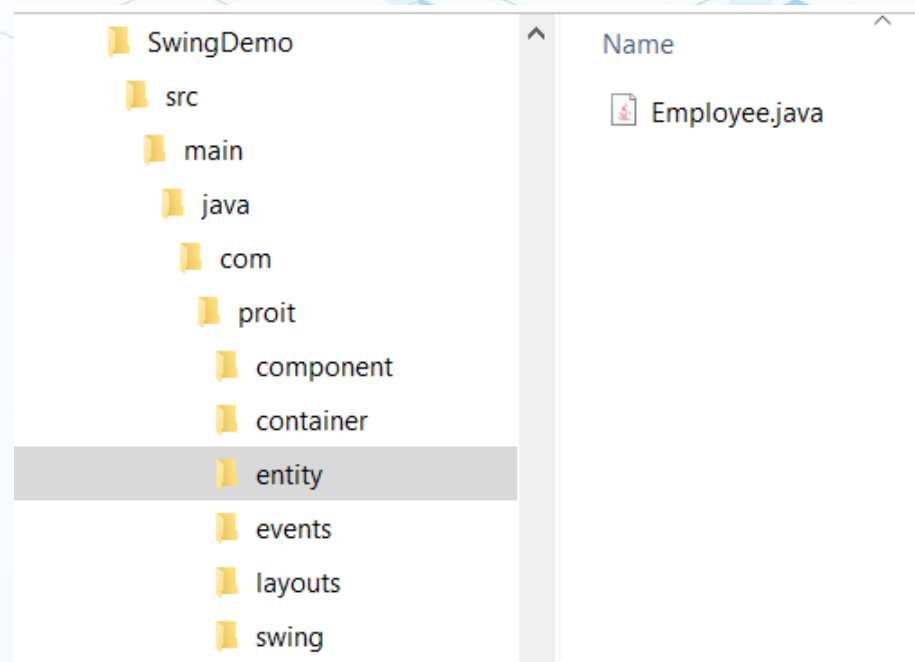 SwingDemo
src
main
java
com
proit
component
container
entity
events
layouts
swing
Name
Employee.java